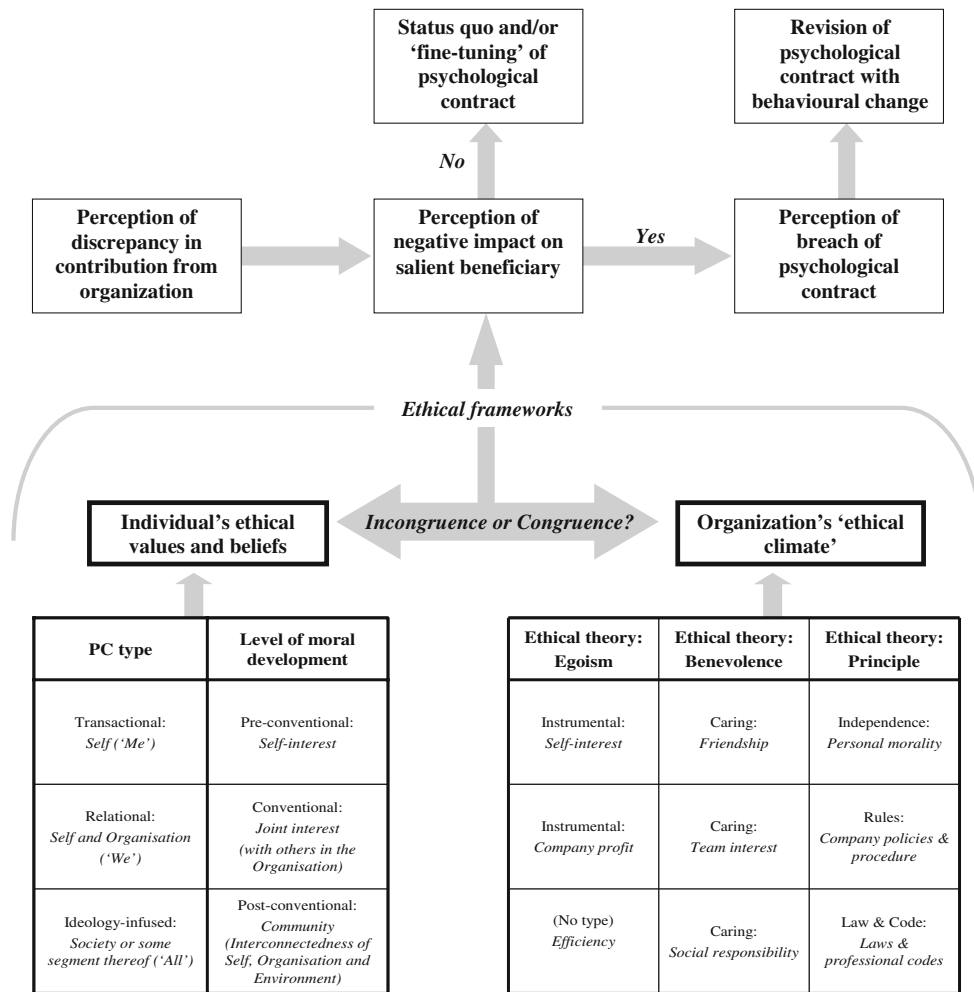 Status quo and/or
‘fine-tuning’ of
psychological
contract
Revision of
psychological
contract with
behavioural change
No
Perception of
discrepancy in
contribution from
organization
Perception of
negative impact on
salient beneficiary
Yes
Perception of
breach of
psychological
contract
Ethical frameworks
Individual’s ethical
values and beliefs
Incongruence or Congruence?
Organization’s ‘ethical
climate’
PC type
Level of moral
development
Transactional:
Self (‘Me’)
Pre-conventional:
Self-interest
Relational:
Self and Organisation
(‘We’)
Conventional:
Joint interest
(with others in the
Organisation)
Ideology-infused:
Society or some
segment thereof (‘All’)
Post-conventional:
Community
(Interconnectedness of
Self, Organisation and
Environment)
Ethical theory:
Egoism
Ethical theory:
Benevolence
Ethical theory:
Principle
Instrumental:
Self-interest
Caring:
Friendship
Independence:
Personal morality
Instrumental:
Company profit
Caring:
Team interest
Rules:
Company policies &
procedure
(No type)
Efficiency
Caring:
Social responsibility
Law & Code:
Laws &
professional codes